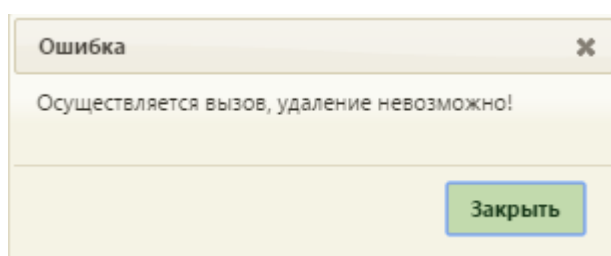 Ошибка
Осуществляется вызов, удаление невозможно!
Закрыть